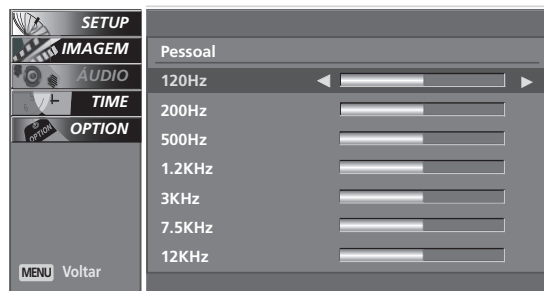 SETUP
IMAGEM
ÁUDIO
TIME
OPTION
MENU Voltar
Pessoal
120Hz
200Hz
500Hz
1.2KHz
3KHz
7.5KHz
12KHz